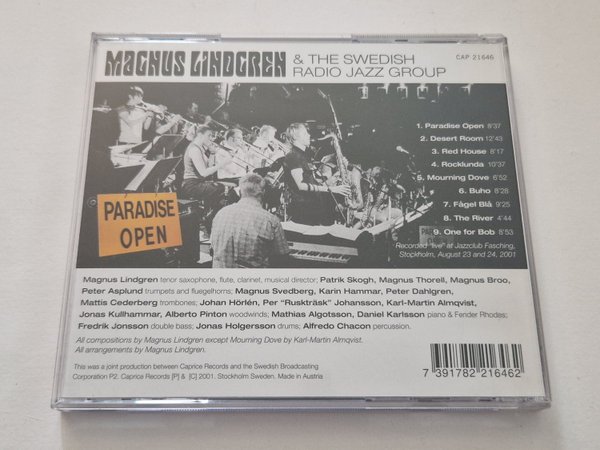 MAGNUS LINDGREN & THE SWEDISH
RADIO JAZZ GROUP
CAP 21646
1. Paradise Open 8'37
2. Desert Room 12'43
3. Red House 8'17
4. Rocklunda 10'37
5. Mourning Dove 6'52
6. Buho 8'28
7. Fågel Blå 9'25
8. The River 4'44
9. One for Bob 8'53
Recorded "live" at Jazzclub Fasching,
Stockholm, August 23 and 24, 2001
PARADISE
OPEN
Magnus Lindgren tenor saxophone, flute, clarinet, musical director; Patrik Skogh, Magnus Thorell, Magnus Broo,
Peter Asplund trumpets and fluegelhorns; Magnus Svedberg, Karin Hammar, Peter Dahlgren,
Mattis Cederberg trombones; Johan Hörlén, Per "Ruskträsk" Johansson, Karl-Martin Almqvist,
Jonas Kullhammar, Alberto Pinton woodwinds; Mathias Algotsson, Daniel Karlsson piano & Fender Rhodes;
Fredrik Jonsson double bass; Jonas Holgersson drums; Alfredo Chacon percussion.
All compositions by Magnus Lindgren except Mourning Dove by Karl-Martin Almqvist.
All arrangements by Magnus Lindgren.
This was a joint production between Caprice Records and the Swedish Broadcasting
Corporation P2. Caprice Records [P] & [C] 2001. Stockholm Sweden. Made in Austria
7 391782 216462